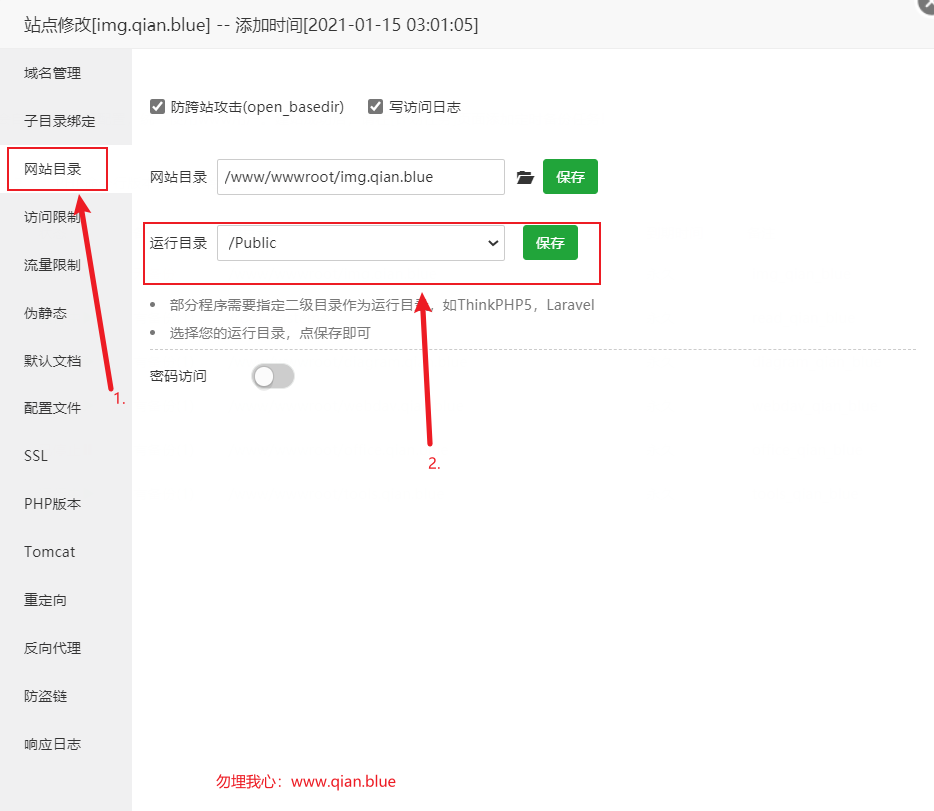 站点修改[img.qian.blue] -- 添加时间[2021-01-15 03:01:05]
域名管理
子目录绑定
网站目录
访问限制
流量限制
伪静态
默认文档
配置文件
SSL
PHP版本
Tomcat
重定向
反向代理
防盗链
响应日志
防跨站攻击(open_basedir) 写访问日志
网站目录 /www/wwwroot/img.qian.blue 保存
运行目录 /Public 保存
部分程序需要指定二级目录作为运行目录，如ThinkPHP5，Laravel
选择您的运行目录，点保存即可
密码访问
1.
2.
勿埋我心：www.qian.blue